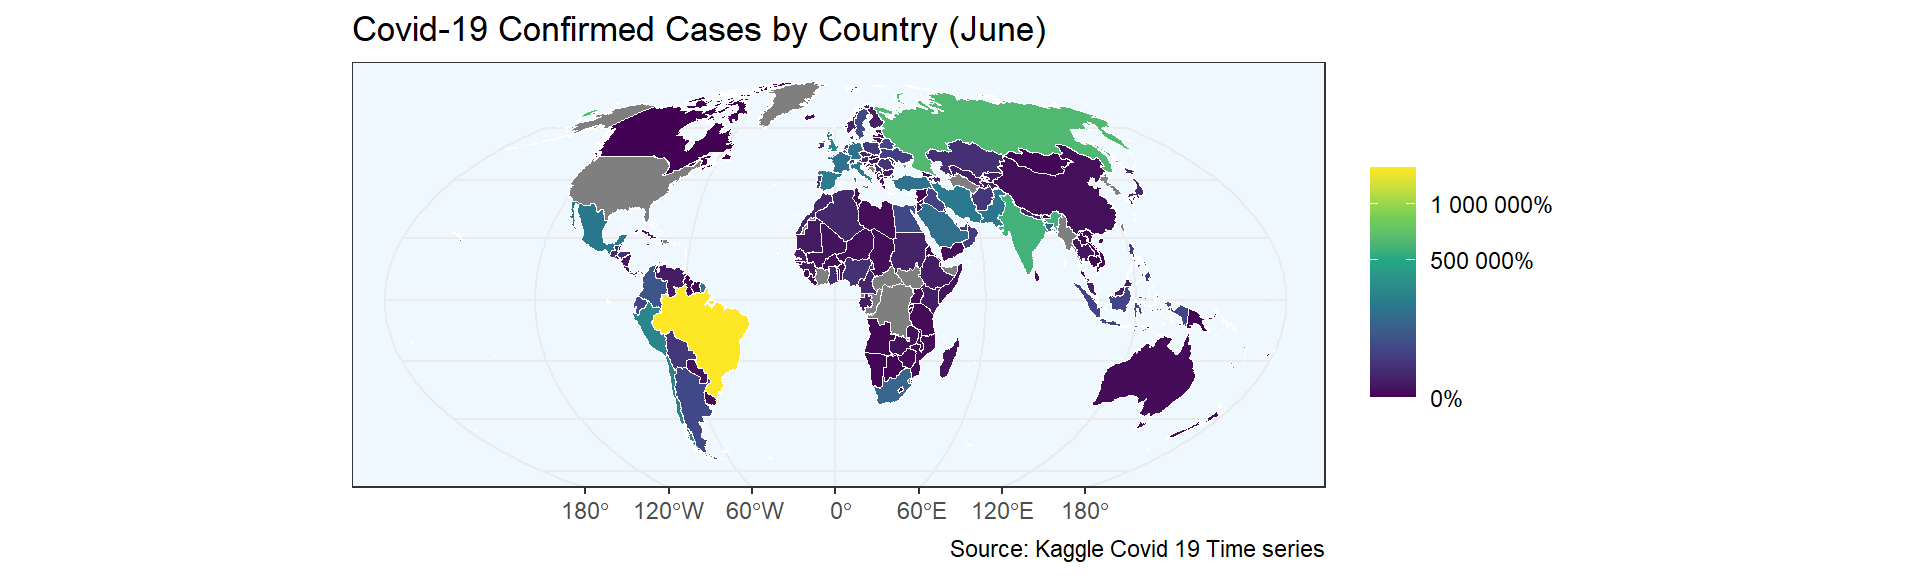 Covid-19 Confirmed Cases by Country (June)
1 000 000%
500 000%
0%
180° 120°W 60°W 0° 60°E 120°E 180°
Source: Kaggle Covid 19 Time series